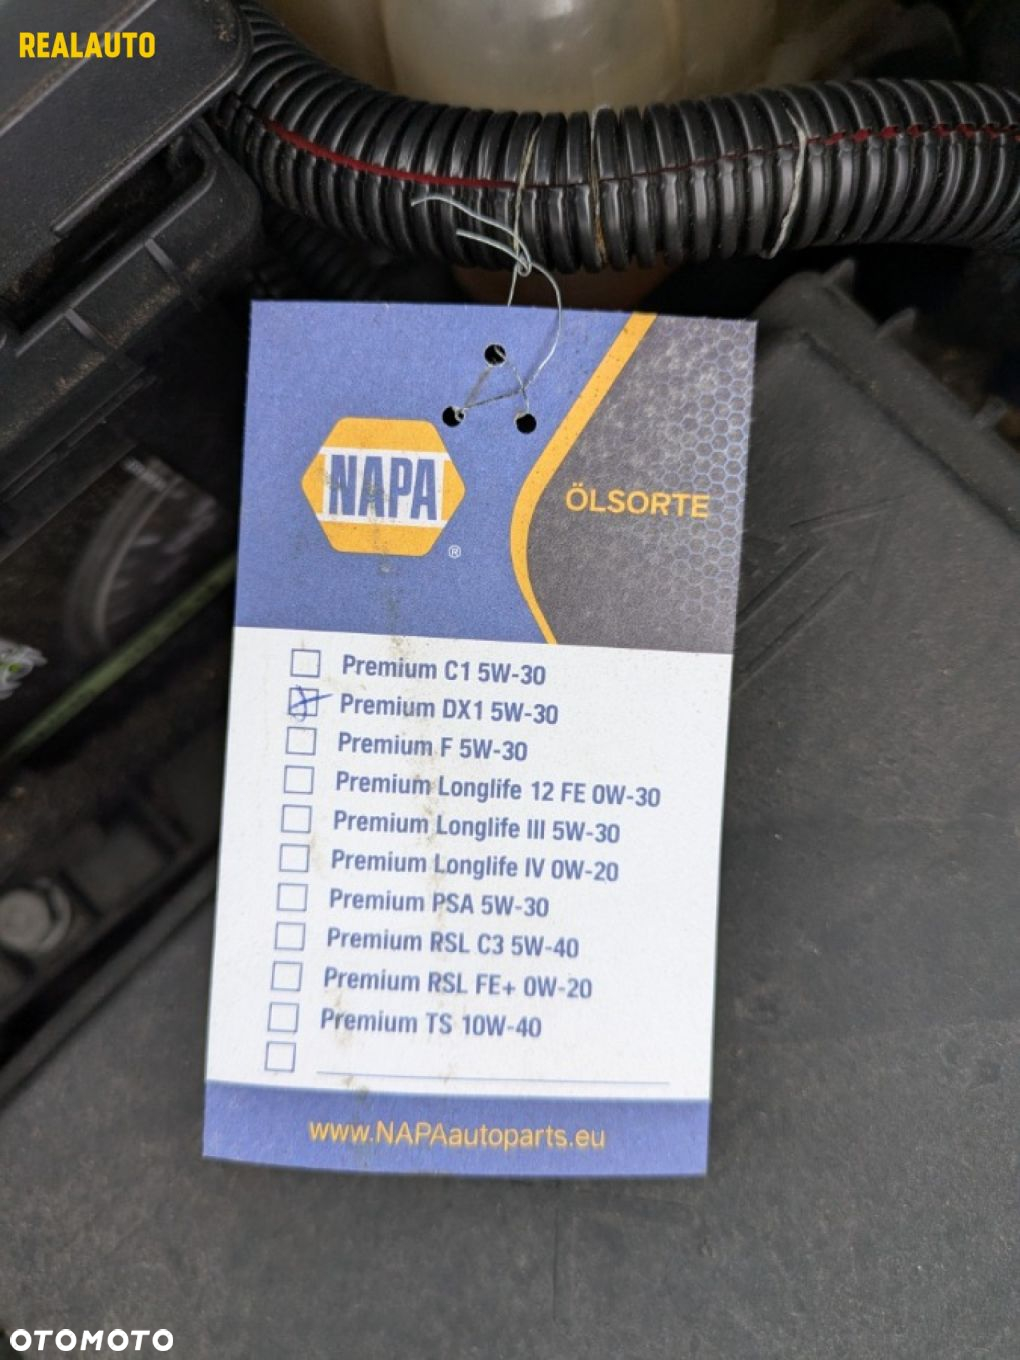 REALAUTO
NAPA
®
ÖLSORTE
Premium C1 5W-30
Premium DX1 5W-30
Premium F 5W-30
Premium Longlife 12 FE 0W-30
Premium Longlife III 5W-30
Premium Longlife IV 0W-20
Premium PSA 5W-30
Premium RSL C3 5W-40
Premium RSL FE+ 0W-20
Premium TS 10W-40
www.NAPAautoparts.eu
OTOMOTO